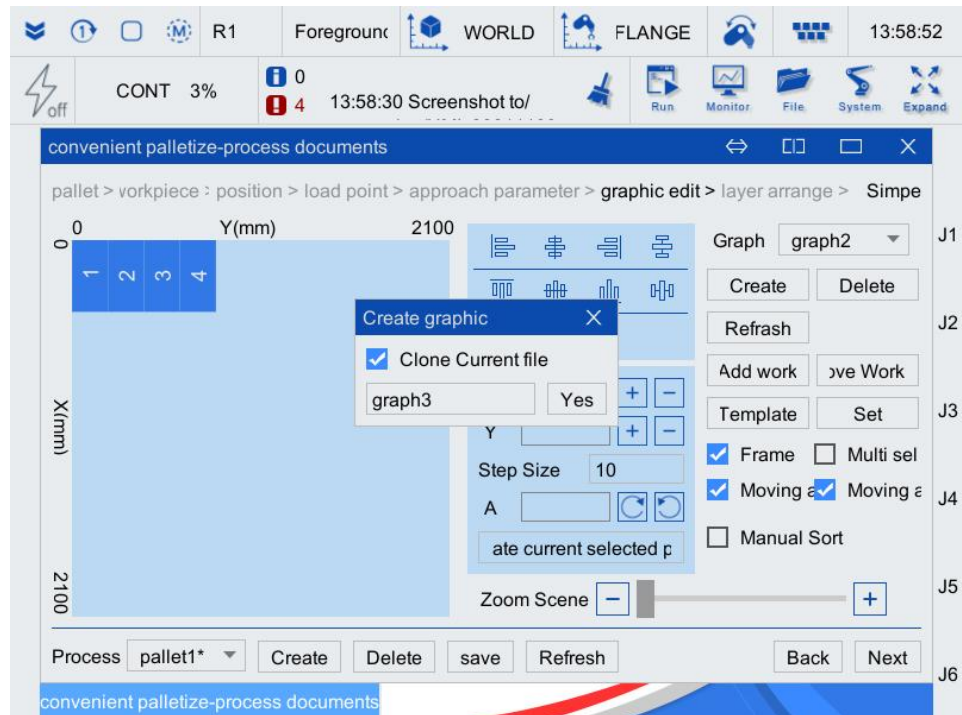 R1 Foregrounc WORLD FLANGE 13:58:52
off CONT 3% 0
4 13:58:30 Screenshot to/
Run Monitor File System Expand
convenient palletize-process documents
pallet > vorkpiece : position > load point > approach parameter > graphic edit > layer arrange > Simpe
0 Y(mm) 2100
0
1 2 3 4
X(mm)
2100
Graph graph2
Create Delete
Refrash
Add work ove Work
Template Set
Frame Multi sel
Moving a Moving a
Manual Sort
Create graphic
Clone Current file
graph3 Yes
Y
Step Size 10
A
ate current selected p
Zoom Scene
J1
J2
J3
J4
J5
J6
Process pallet1* Create Delete save Refresh Back Next
convenient palletize-process documents